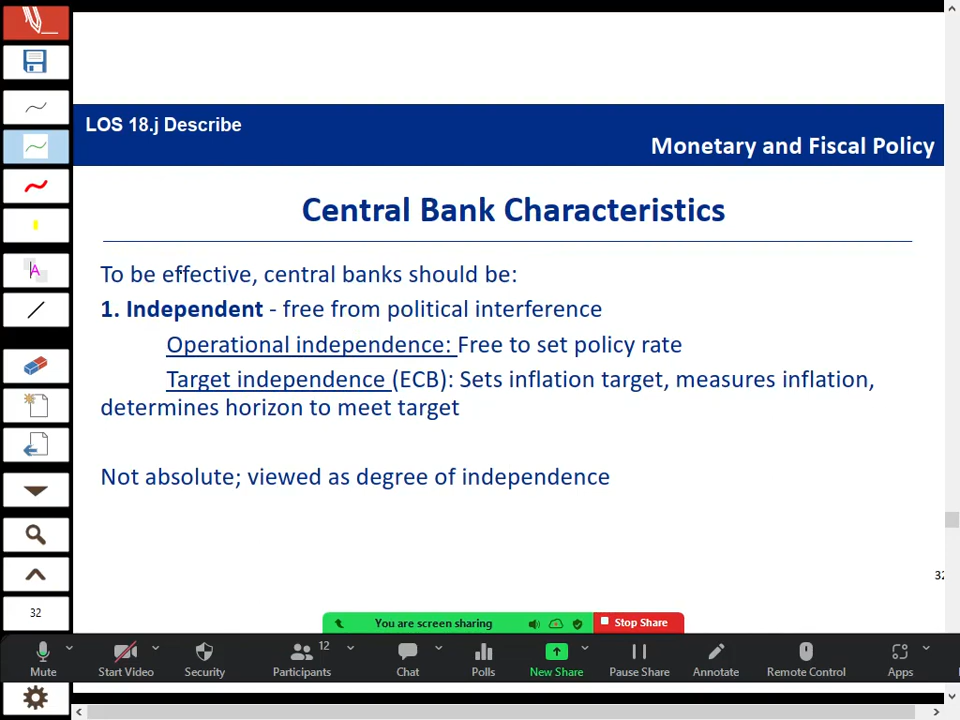 LOS 18.j Describe
Monetary and Fiscal Policy
Central Bank Characteristics
To be effective, central banks should be:
1. Independent - free from political interference
Operational independence: Free to set policy rate
Target independence (ECB): Sets inflation target, measures inflation,
determines horizon to meet target
Not absolute; viewed as degree of independence
32
A
32
You are screen sharing
Stop Share
12
Mute
Start Video
Security
Participants
Chat
Polls
New Share
Pause Share
Annotate
Remote Control
Apps